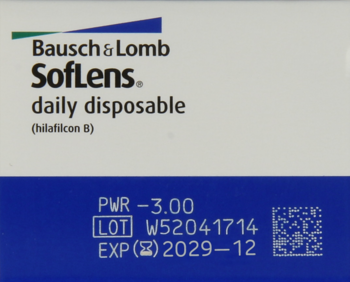 Bausch & Lomb
SofLens®
daily disposable
(hilafilcon B)
PWR -3.00
LOT W52041714
EXP (⌛) 2029-12